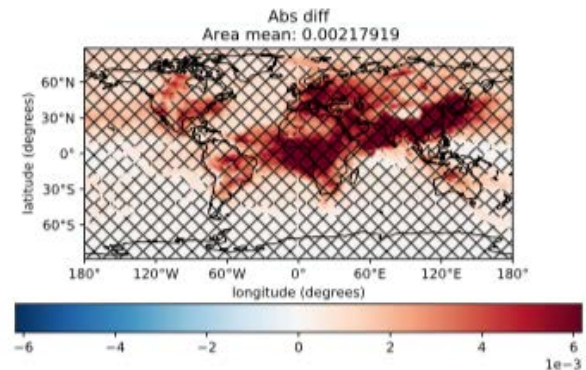 Abs diff
Area mean: 0.00217919
latitude (degrees)
60°N
30°N
0°
30°S
60°S
180° 120°W 60°W 0° 60°E 120°E 180°
longitude (degrees)
−6 −4 −2 0 2 4 6
1e−3